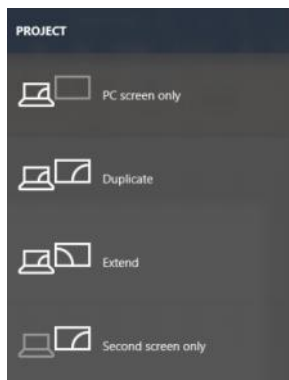 PROJECT
PC screen only
Duplicate
Extend
Second screen only